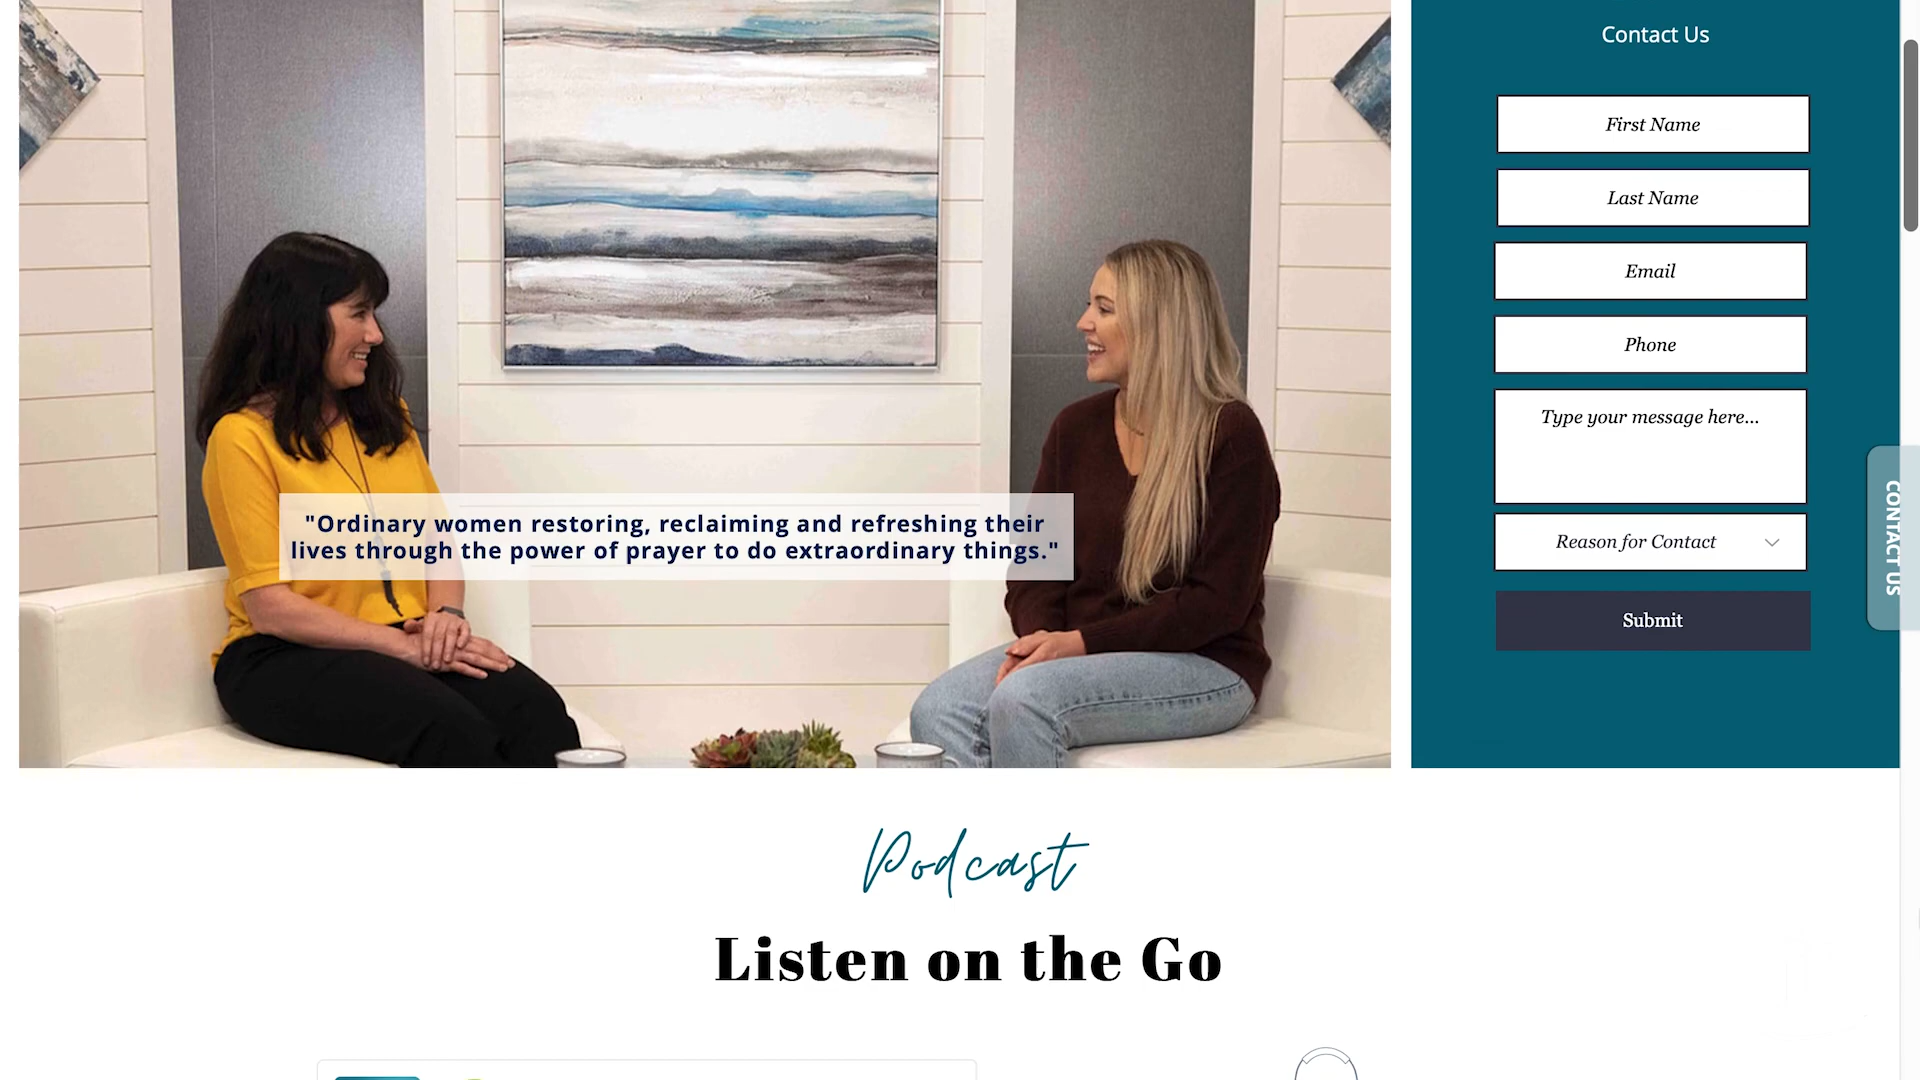 Contact Us
First Name
Last Name
Email
Phone
Type your message here...
Reason for Contact
Submit
CONTACT US
"Ordinary women restoring, reclaiming and refreshing their
lives through the power of prayer to do extraordinary things."
Podcast
Listen on the Go